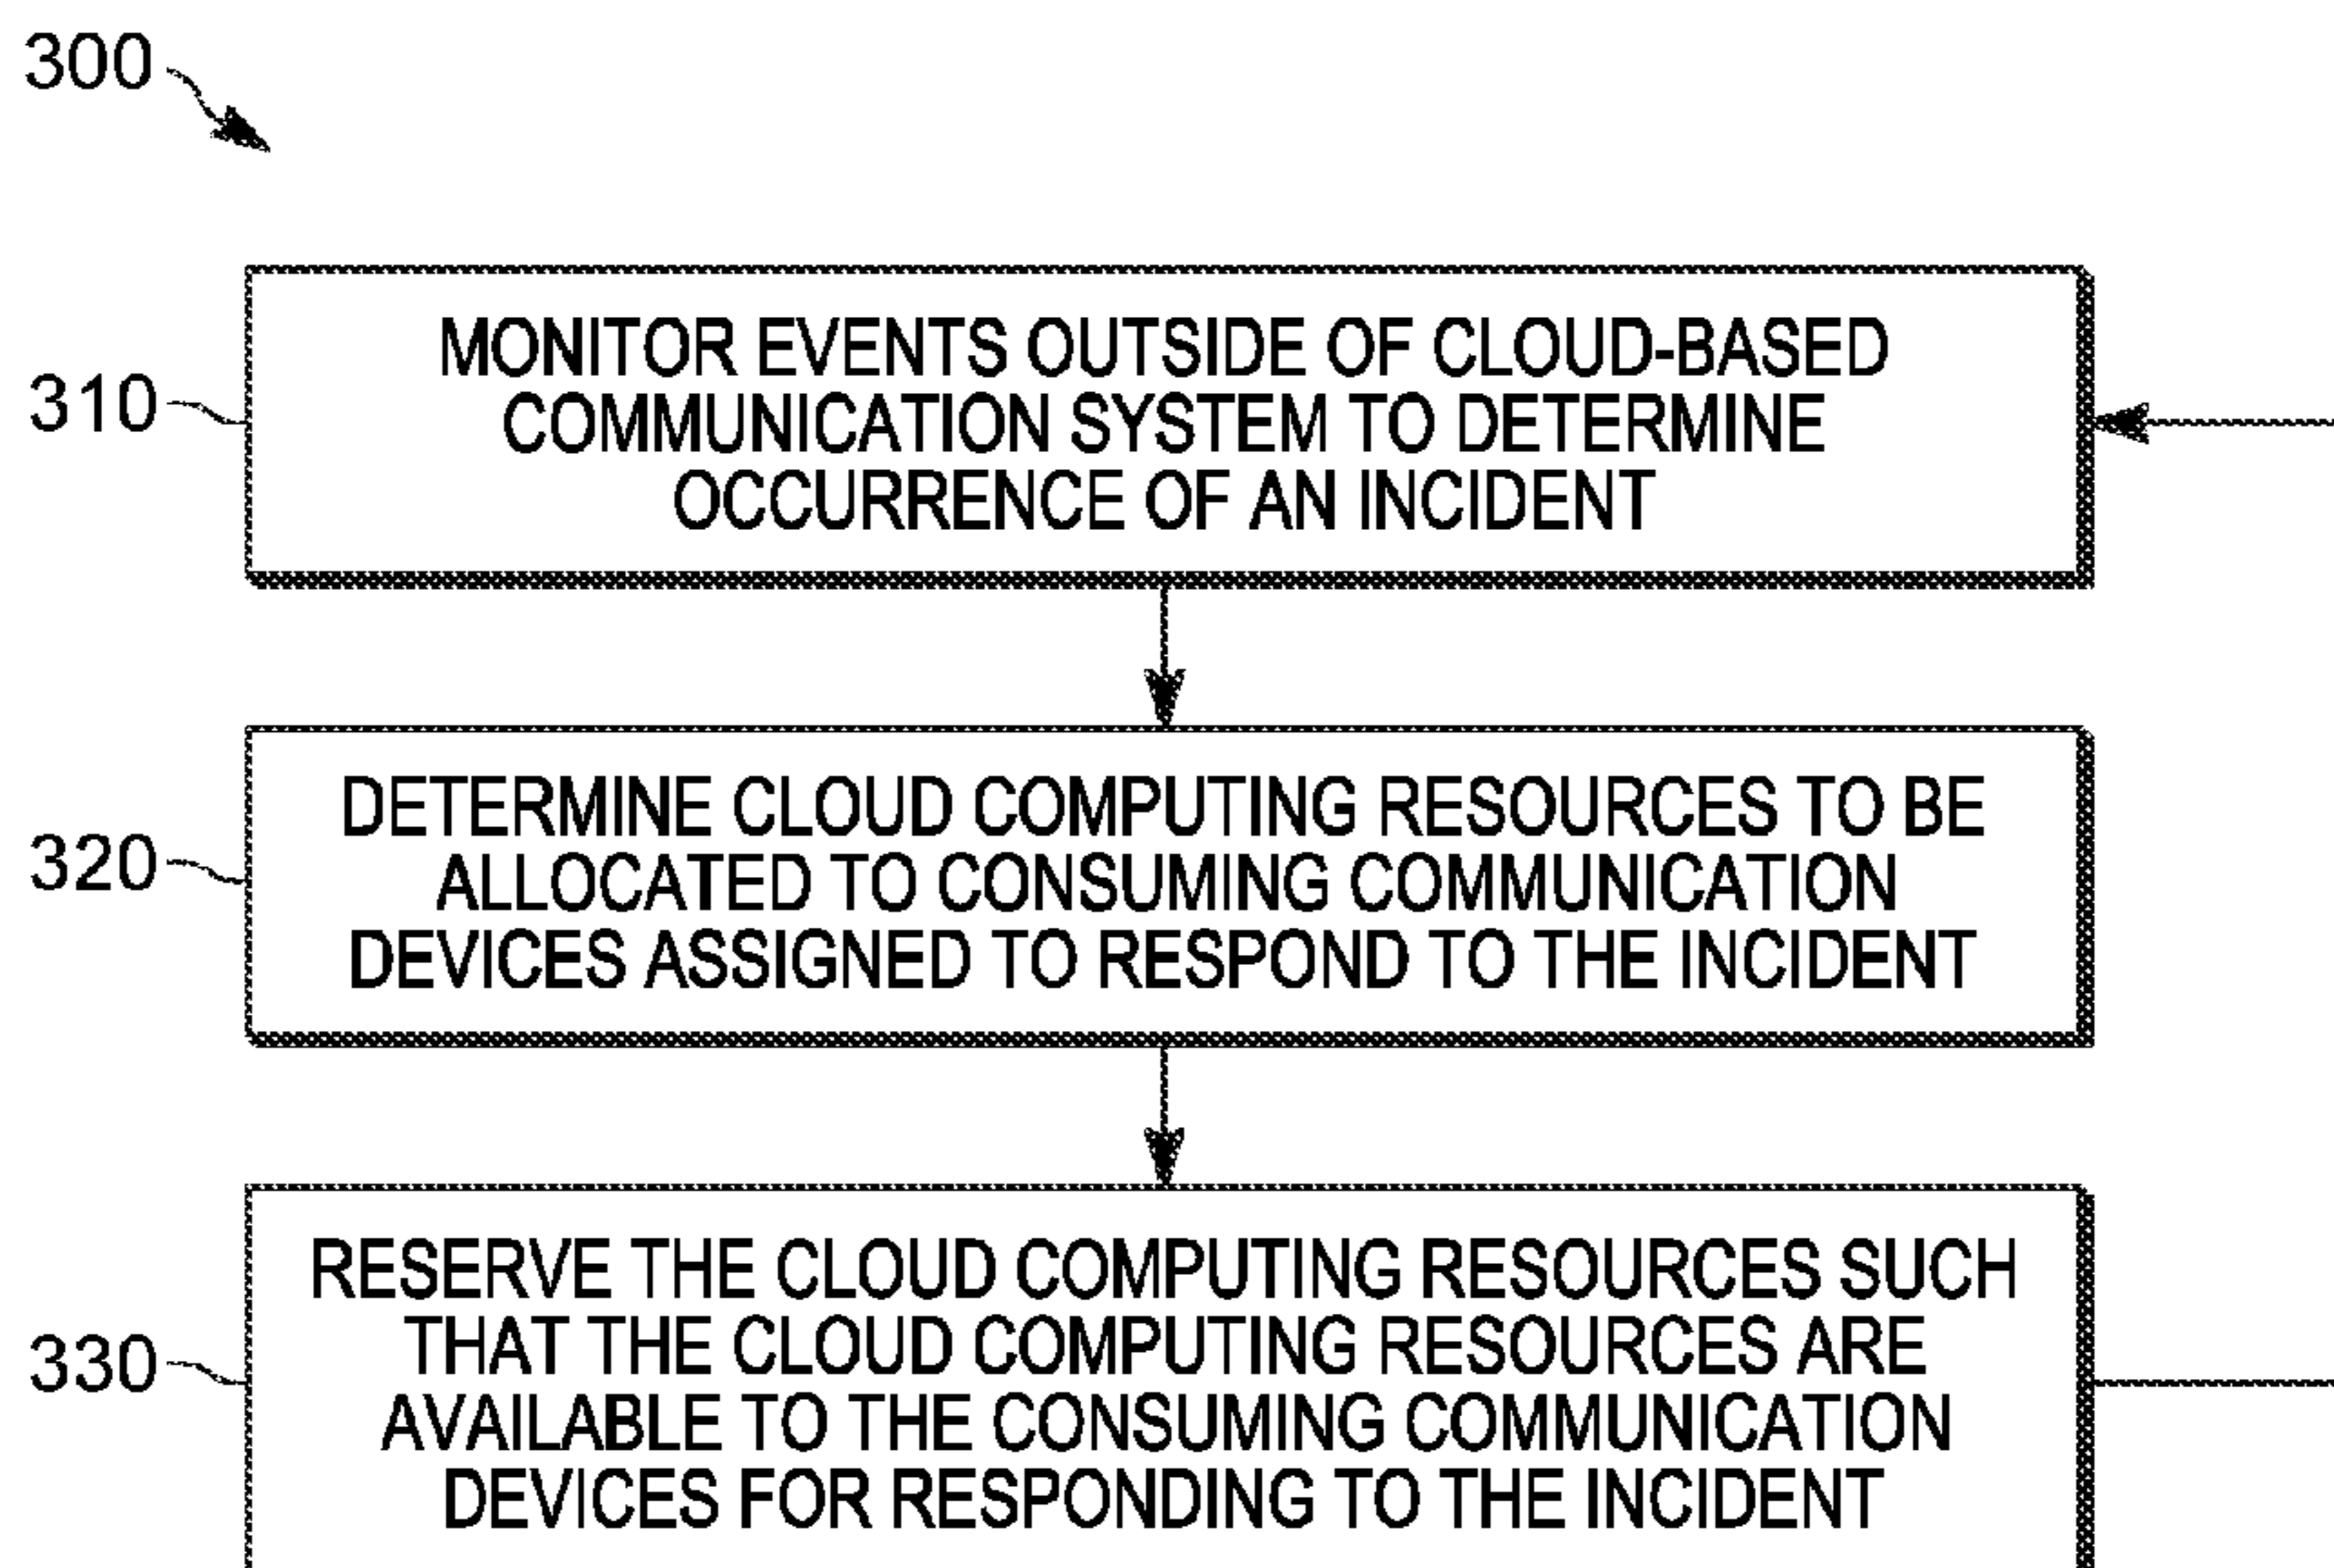 300
310
MONITOR EVENTS OUTSIDE OF CLOUD-BASED
COMMUNICATION SYSTEM TO DETERMINE
OCCURRENCE OF AN INCIDENT
320
DETERMINE CLOUD COMPUTING RESOURCES TO BE
ALLOCATED TO CONSUMING COMMUNICATION
DEVICES ASSIGNED TO RESPOND TO THE INCIDENT
330
RESERVE THE CLOUD COMPUTING RESOURCES SUCH
THAT THE CLOUD COMPUTING RESOURCES ARE
AVAILABLE TO THE CONSUMING COMMUNICATION
DEVICES FOR RESPONDING TO THE INCIDENT